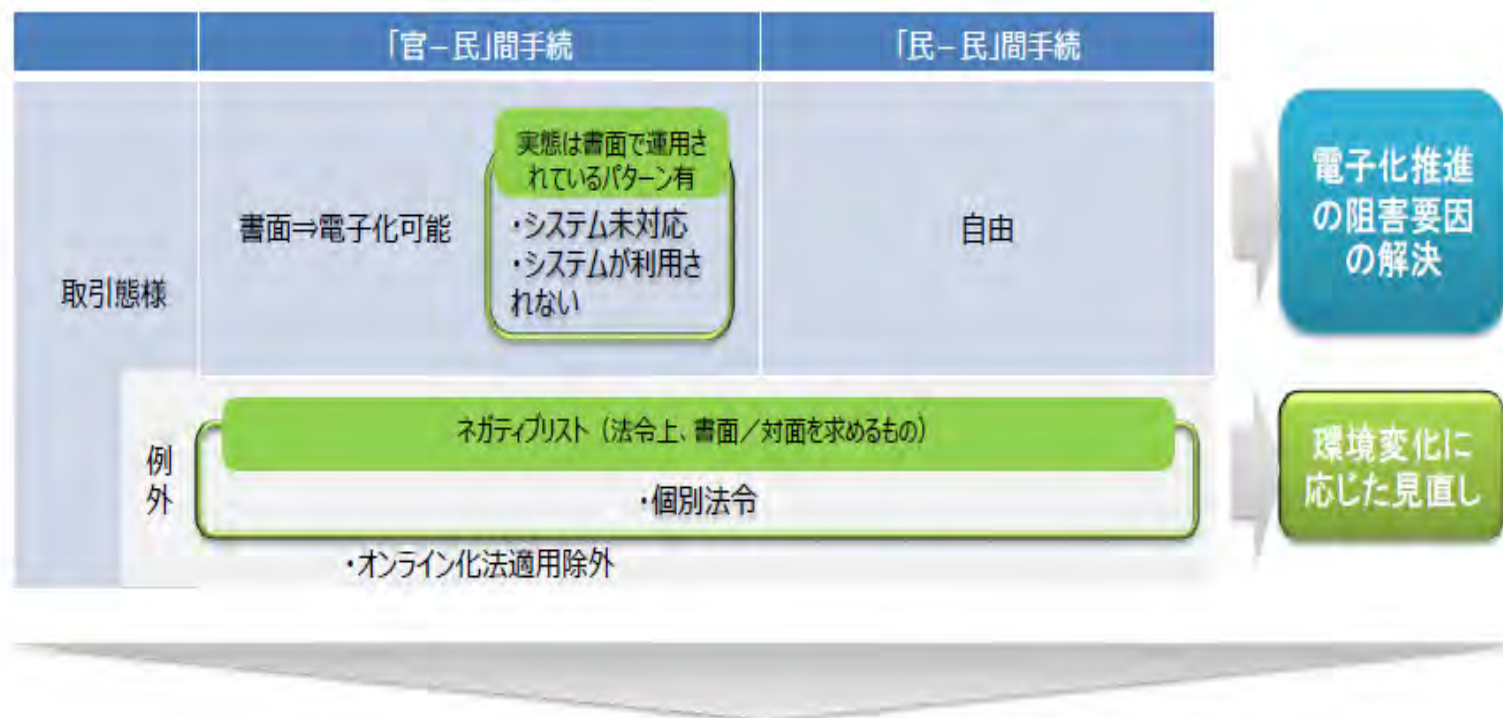 「官－民」間手続
「民－民」間手続
取引態様
書面⇒電子化可能
実態は書面で運用さ
れているパターン有
・システム未対応
・システムが利用さ
れない
自由
電子化推進
の阻害要因
の解決
例
外
ネガティブリスト（法令上、書面／対面を求めるもの）
・個別法令
・オンライン化法適用除外
環境変化に
応じた見直し